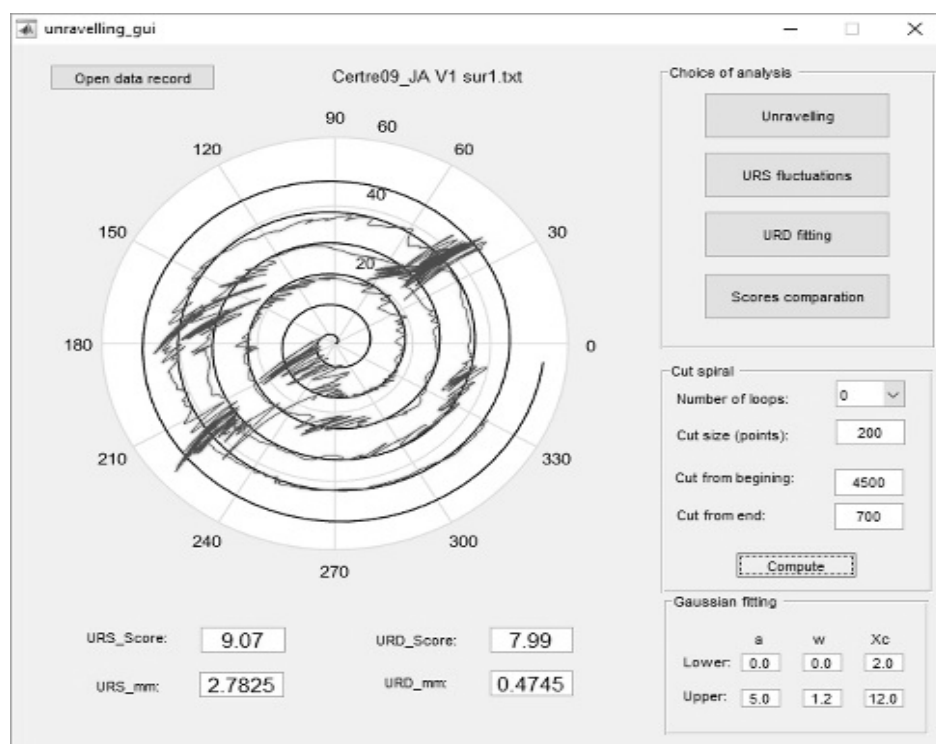 unravelling_gui
Open data record
Certre09_JA V1 sur1.txt
90
60
120
60
40
150
30
20
180
0
210
330
240
300
270
URS_Score: 9.07
URD_Score: 7.99
URS_mm: 2.7825
URD_mm: 0.4745
Choice of analysis
Unravelling
URS fluctuations
URD fitting
Scores comparation
Cut spiral
Number of loops: 0
Cut size (points): 200
Cut from begining: 4500
Cut from end: 700
Compute
Gaussian fitting
a w Xc
Lower: 0.0 0.0 2.0
Upper: 5.0 1.2 12.0